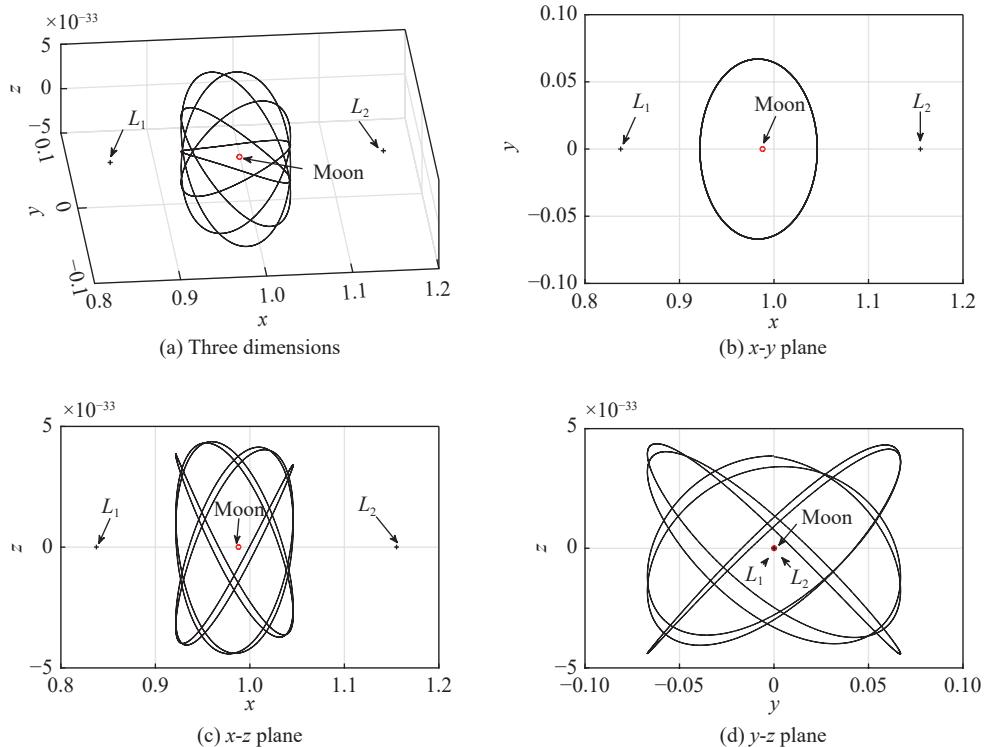 ×10⁻³³
5
0
−5
z
1.0
0
−1.0
y
L₁
L₂
Moon
0.8
0.9
1.0
1.1
1.2
x
(a) Three dimensions
0.10
0.05
0
−0.05
−0.10
y
L₁
Moon
L₂
0.8
0.9
1.0
1.1
1.2
x
(b) x-y plane
×10⁻³³
5
0
−5
z
L₁
Moon
L₂
0.8
0.9
1.0
1.1
1.2
x
(c) x-z plane
×10⁻³³
5
0
−5
z
Moon
L₁
L₂
−0.10
−0.05
0
0.05
0.10
y
(d) y-z plane